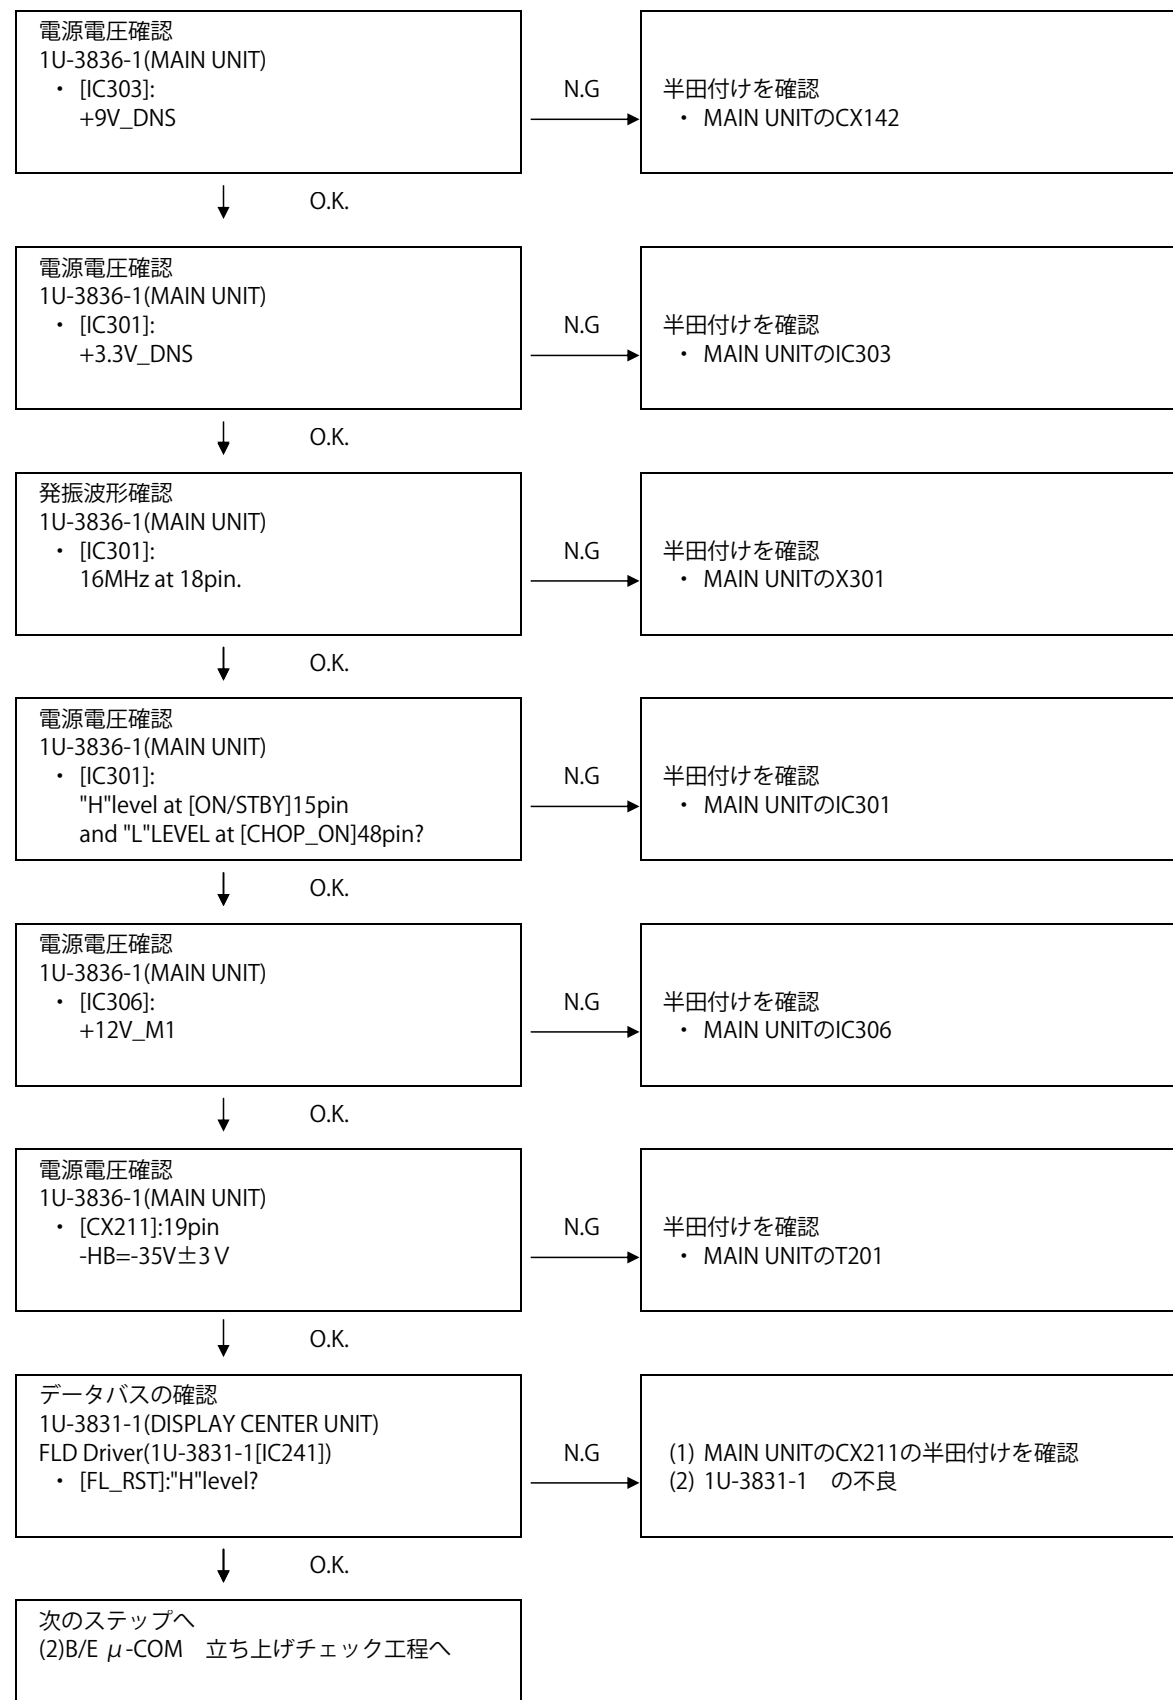 電源電圧確認
1U-3836-1(MAIN UNIT)
・ [IC303]:
+9V_DNS
N.G
半田付けを確認
・ MAIN UNITのCX142
O.K.
電源電圧確認
1U-3836-1(MAIN UNIT)
・ [IC301]:
+3.3V_DNS
N.G
半田付けを確認
・ MAIN UNITのIC303
O.K.
発振波形確認
1U-3836-1(MAIN UNIT)
・ [IC301]:
16MHz at 18pin.
N.G
半田付けを確認
・ MAIN UNITのX301
O.K.
電源電圧確認
1U-3836-1(MAIN UNIT)
・ [IC301]:
"H"level at [ON/STBY]15pin
and "L"LEVEL at [CHOP_ON]48pin?
N.G
半田付けを確認
・ MAIN UNITのIC301
O.K.
電源電圧確認
1U-3836-1(MAIN UNIT)
・ [IC306]:
+12V_M1
N.G
半田付けを確認
・ MAIN UNITのIC306
O.K.
電源電圧確認
1U-3836-1(MAIN UNIT)
・ [CX211]:19pin
-HB=-35V±3Ｖ
N.G
半田付けを確認
・ MAIN UNITのT201
O.K.
データバスの確認
1U-3831-1(DISPLAY CENTER UNIT)
FLD Driver(1U-3831-1[IC241])
・ [FL_RST]:"H"level?
N.G
(1) MAIN UNITのCX211の半田付けを確認
(2) 1U-3831-1　の不良
O.K.
次のステップへ
(2)B/E μ-COM　立ち上げチェック工程へ